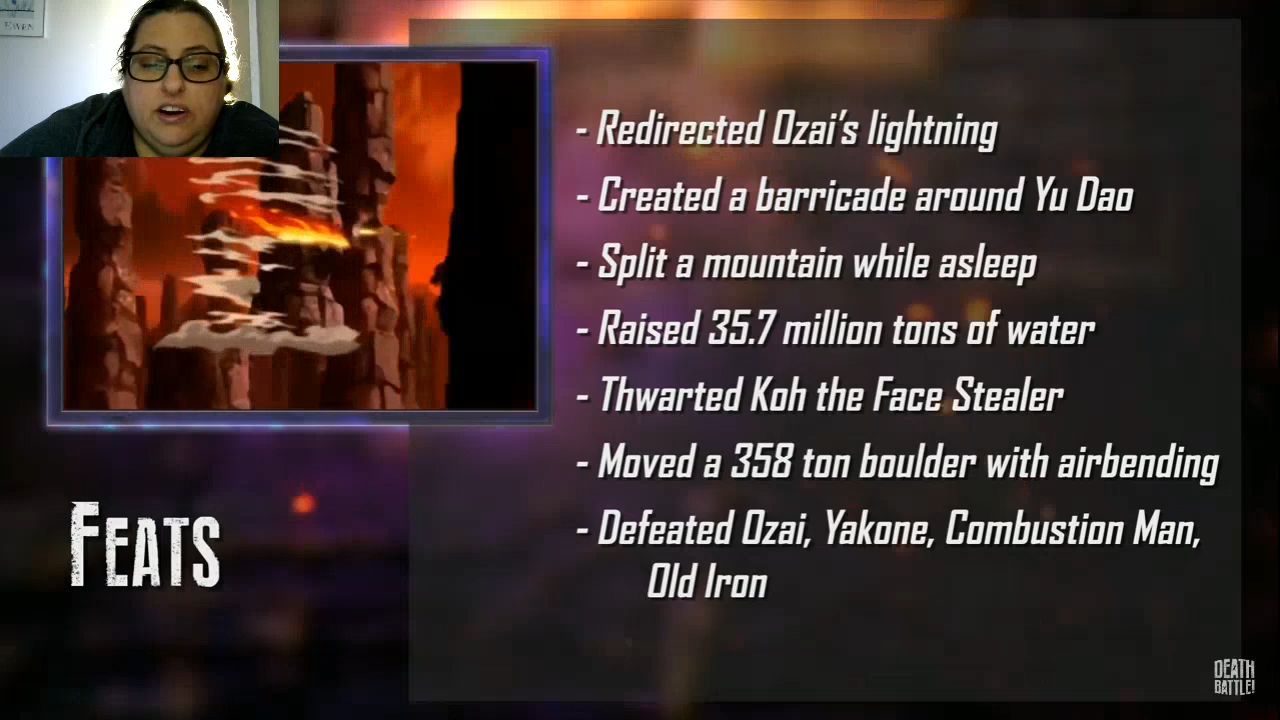 EWEN
- Redirected Ozai's lightning
- Created a barricade around Yu Dao
- Split a mountain while asleep
- Raised 35.7 million tons of water
- Thwarted Koh the Face Stealer
- Moved a 358 ton boulder with airbending
- Defeated Ozai, Yakone, Combustion Man,
Old Iron
FEATS
DEATH
BATTLE!